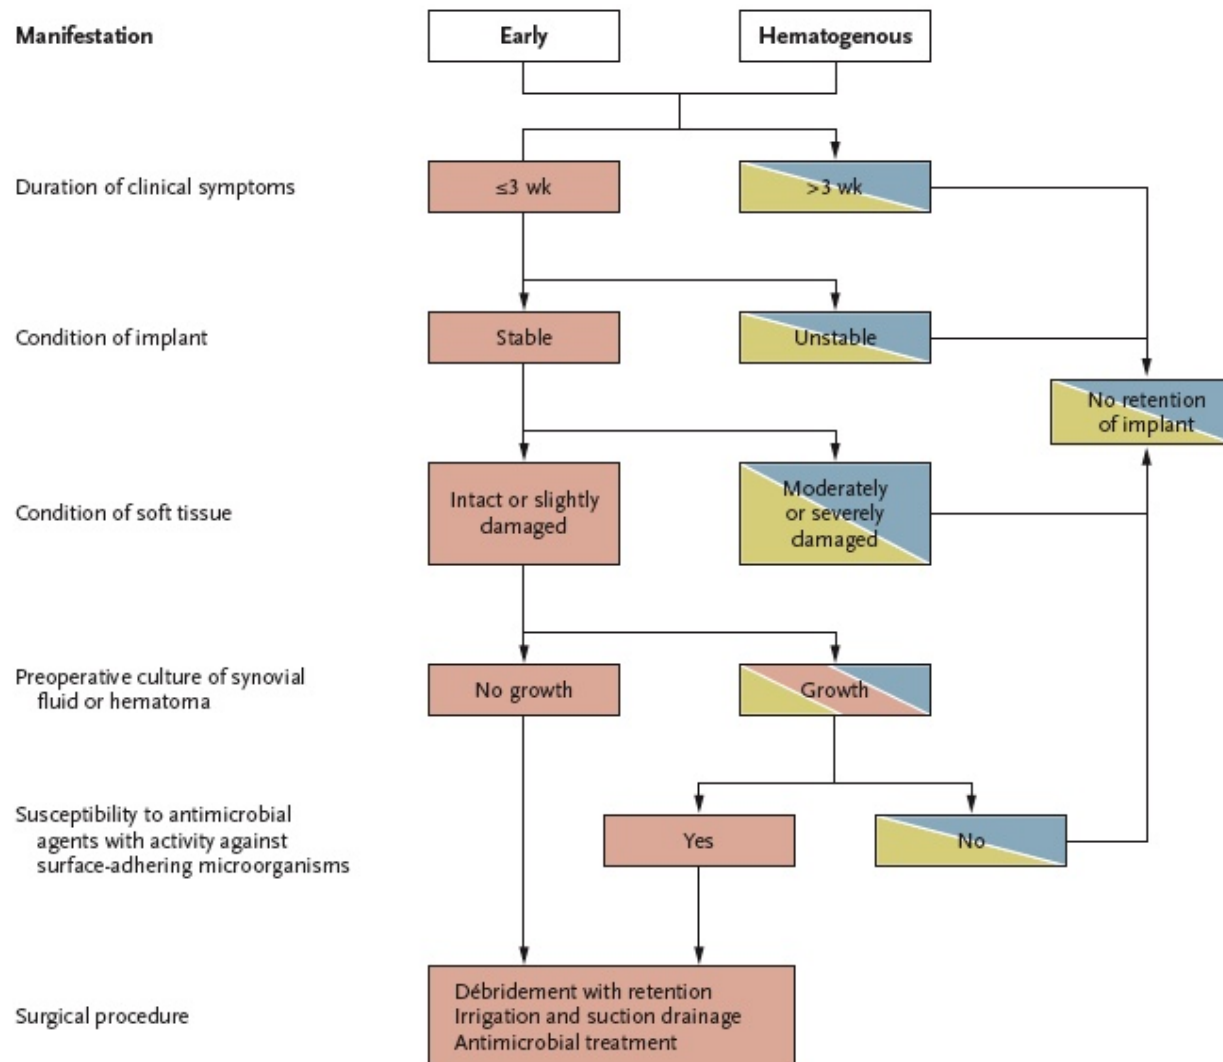 Manifestation
Early
Hematogenous
Duration of clinical symptoms
≤3 wk
>3 wk
Condition of implant
Stable
Unstable
No retention
of implant
Condition of soft tissue
Intact or slightly
damaged
Moderately
or severely
damaged
Preoperative culture of synovial
fluid or hematoma
No growth
Growth
Susceptibility to antimicrobial
agents with activity against
surface-adhering microorganisms
Yes
No
Surgical procedure
Débridement with retention
Irrigation and suction drainage
Antimicrobial treatment